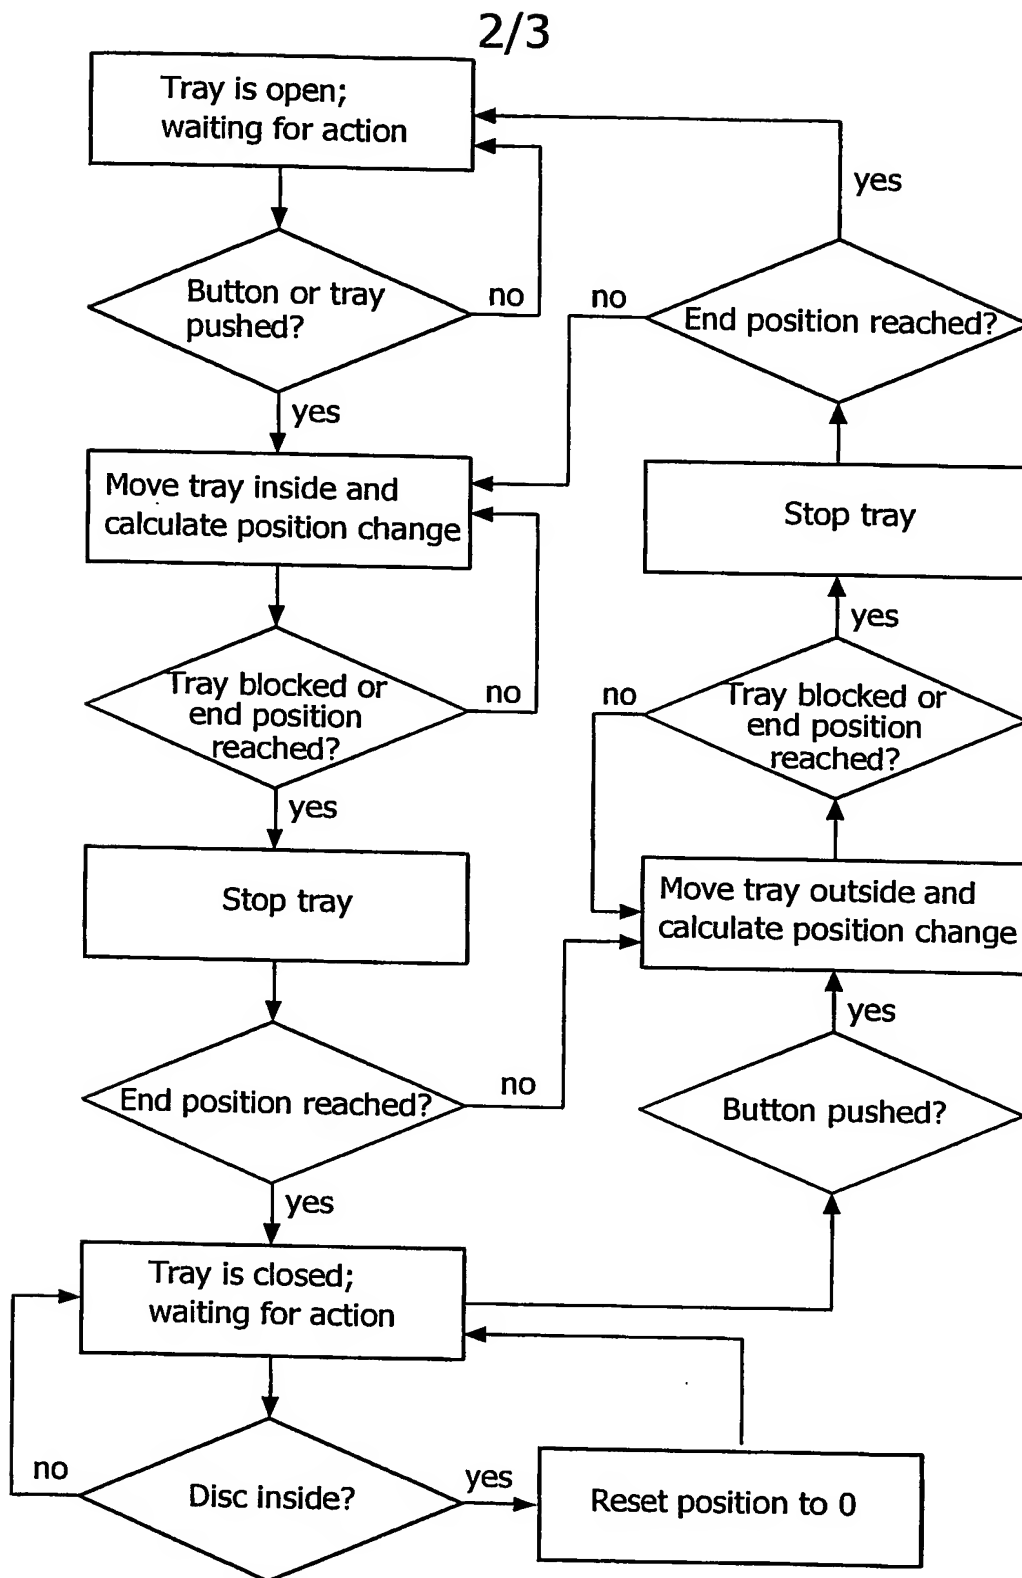 2/3
Tray is open;
waiting for action
yes
Button or tray
pushed?
no
no
End position reached?
yes
Move tray inside and
calculate position change
Stop tray
yes
Tray blocked or
end position
reached?
no
no
Tray blocked or
end position
reached?
yes
Stop tray
Move tray outside and
calculate position change
yes
End position reached?
no
Button pushed?
yes
Tray is closed;
waiting for action
no
Disc inside?
yes
Reset position to 0